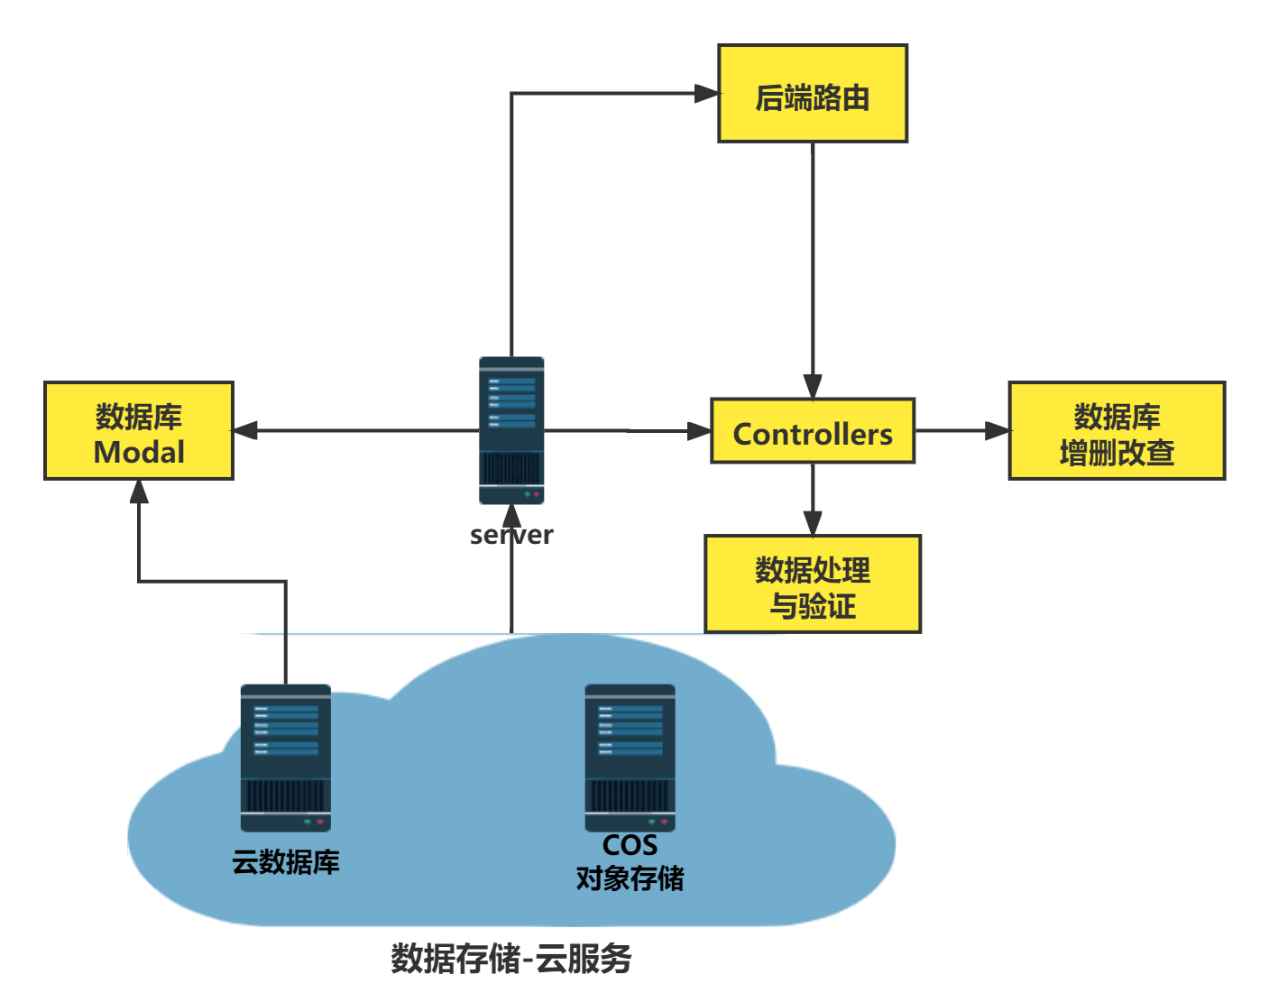 后端路由
数据库
Modal
server
Controllers
数据库
增删改查
数据处理
与验证
云数据库
COS
对象存储
数据存储-云服务